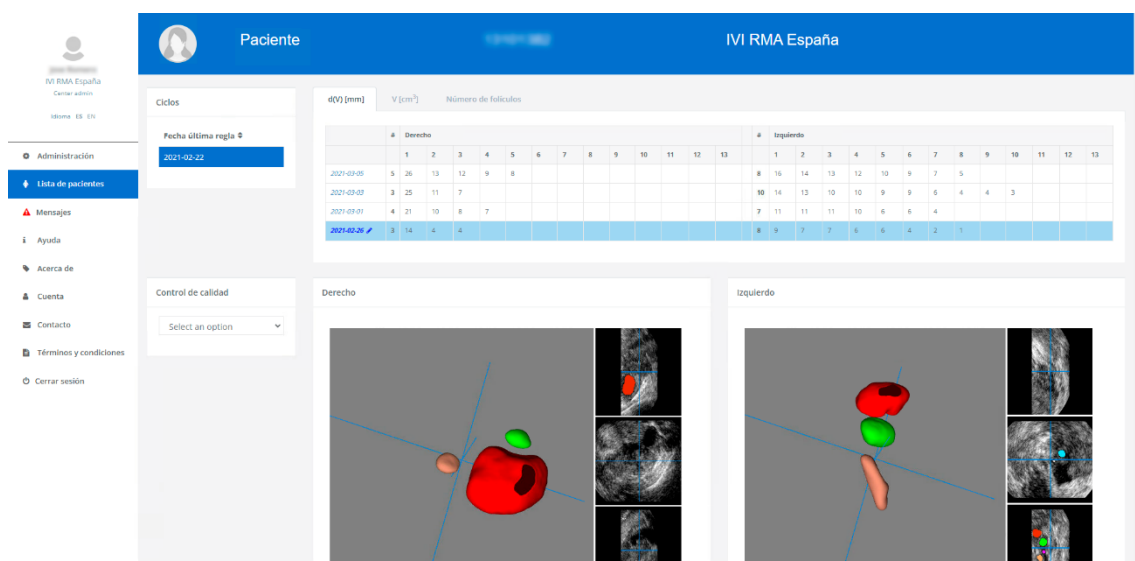 IVI RMA España
Center admin
Idioma ES EN
Administración
Lista de pacientes
Mensajes
Ayuda
Acerca de
Cuenta
Contacto
Términos y condiciones
Cerrar sesión
Paciente IVI RMA España
Ciclos
Fecha última regla
2021-02-22
d(V) [mm] V [cm³] Número de folículos
# Derecho # Izquierdo
1 2 3 4 5 6 7 8 9 10 11 12 13 1 2 3 4 5 6 7 8 9 10 11 12 13
2021-03-05 5 26 13 12 9 8 8 16 14 13 12 10 9 7 5
2021-03-03 3 25 11 7 10 14 13 10 10 9 9 6 4 4 3
2021-03-01 4 21 10 8 7 7 11 11 11 10 6 6 4
2021-02-26 3 14 4 4 8 9 7 7 6 6 4 2 1
Control de calidad
Select an option
Derecho
Izquierdo